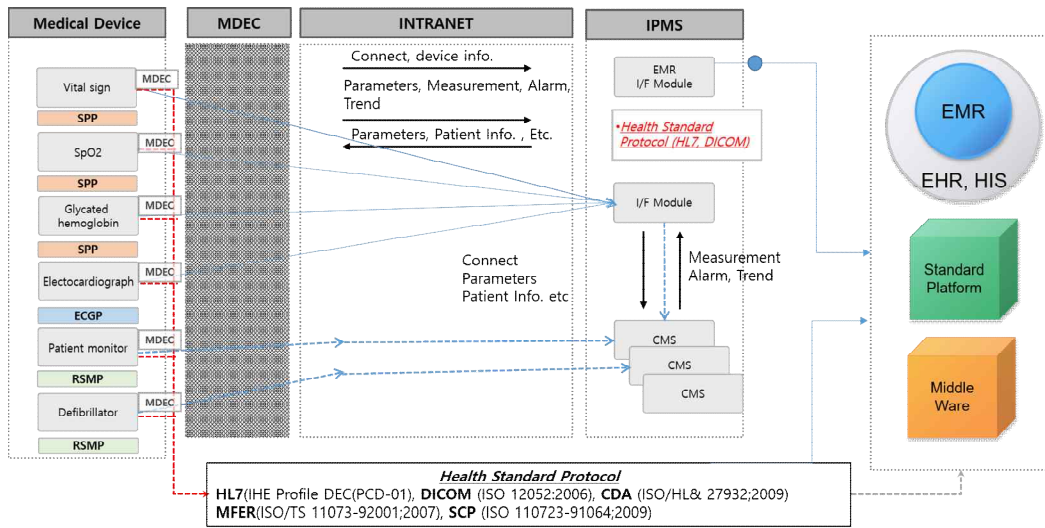 Medical Device
MDEC
INTRANET
IPMS
Vital sign
MDEC
SPP
SpO2
MDEC
SPP
Glycated
hemoglobin
MDEC
SPP
Electocardiograph
MDEC
ECGP
Patient monitor
MDEC
RSMP
Defibrillator
MDEC
RSMP
Connect, device info.
Parameters, Measurement, Alarm,
Trend
Parameters, Patient Info. , Etc.
Connect
Parameters
Patient Info. etc
EMR
I/F Module
•Health Standard
Protocol (HL7, DICOM)
I/F Module
Measurement
Alarm, Trend
CMS
CMS
CMS
EMR
EHR, HIS
Standard
Platform
Middle
Ware
Health Standard Protocol
HL7(IHE Profile DEC(PCD-01), DICOM (ISO 12052:2006), CDA (ISO/HL& 27932;2009)
MFER(ISO/TS 11073-92001;2007), SCP (ISO 110723-91064;2009)